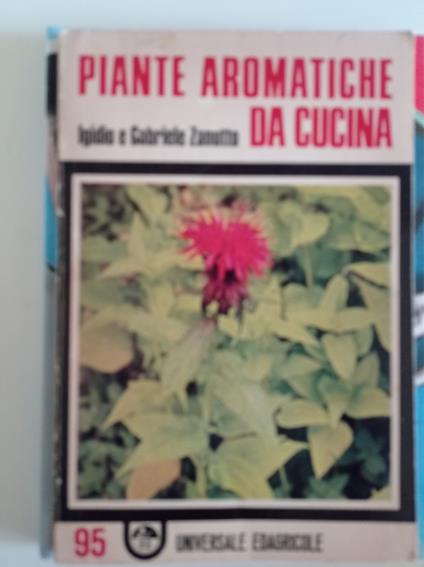 PIANTE AROMATICHE
DA CUCINA
Igidio e Gabriele Zanotto
95 UNIVERSALE EDAGRICOLE